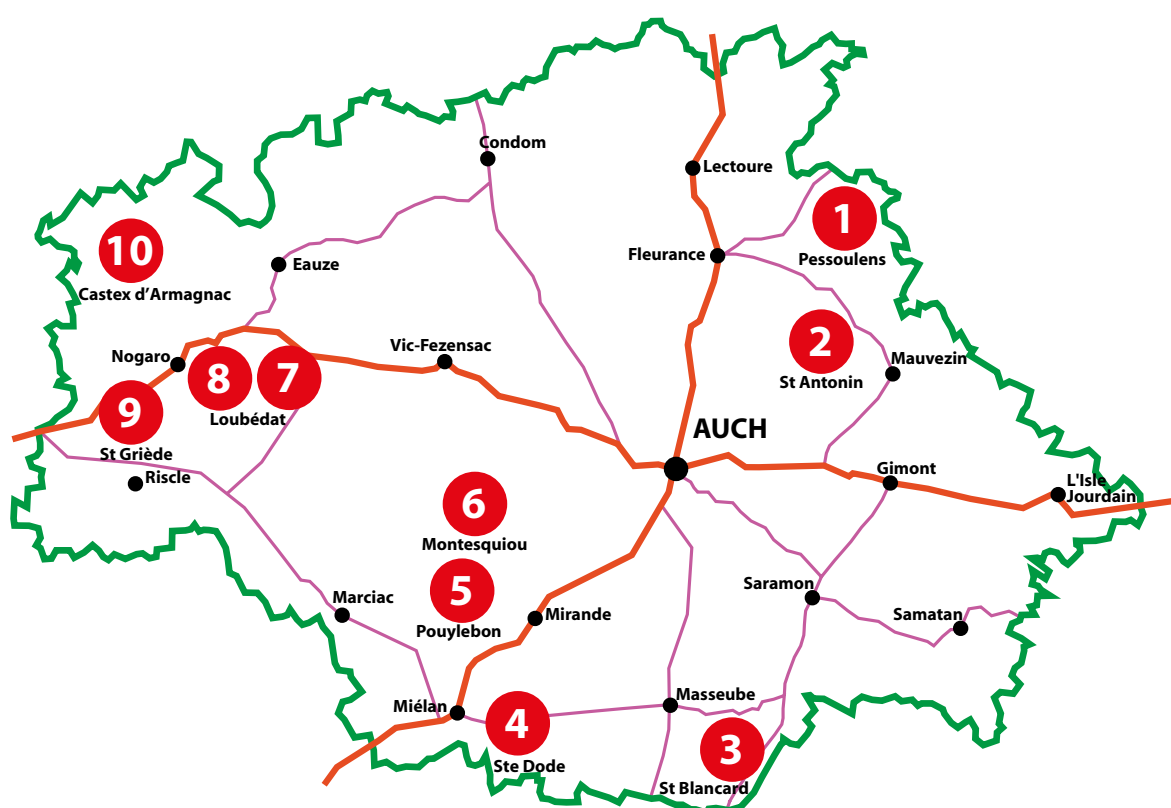 Condom
Lectoure
1
Pessoulens
Fleurance
10
Castex d'Armagnac
Eauze
2
St Antonin
Mauvezin
Nogaro
8
7
Loubédat
Vic-Fezensac
9
St Griède
Riscle
AUCH
Gimont
L'Isle
Jourdain
6
Montesquiou
5
Pouylebon
Marciac
Mirande
Saramon
Samatan
Miélan
4
Ste Dode
Masseube
3
St Blancard